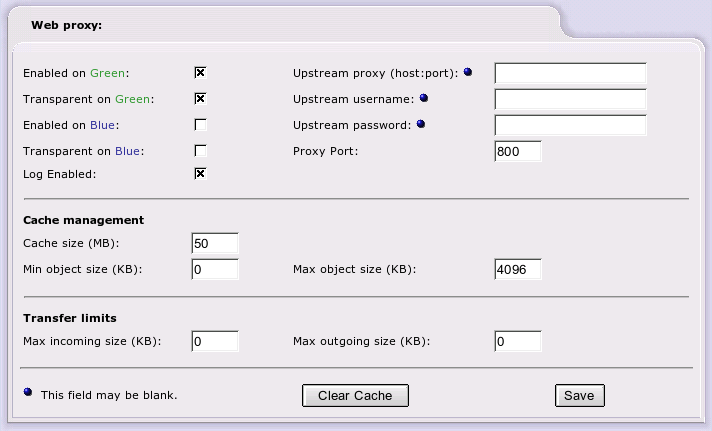 Web proxy:
Enabled on Green: Upstream proxy (host:port):
Transparent on Green: Upstream username:
Enabled on Blue: Upstream password:
Transparent on Blue: Proxy Port: 800
Log Enabled:
Cache management
Cache size (MB): 50
Min object size (KB): 0 Max object size (KB): 4096
Transfer limits
Max incoming size (KB): 0 Max outgoing size (KB): 0
This field may be blank. Clear Cache Save